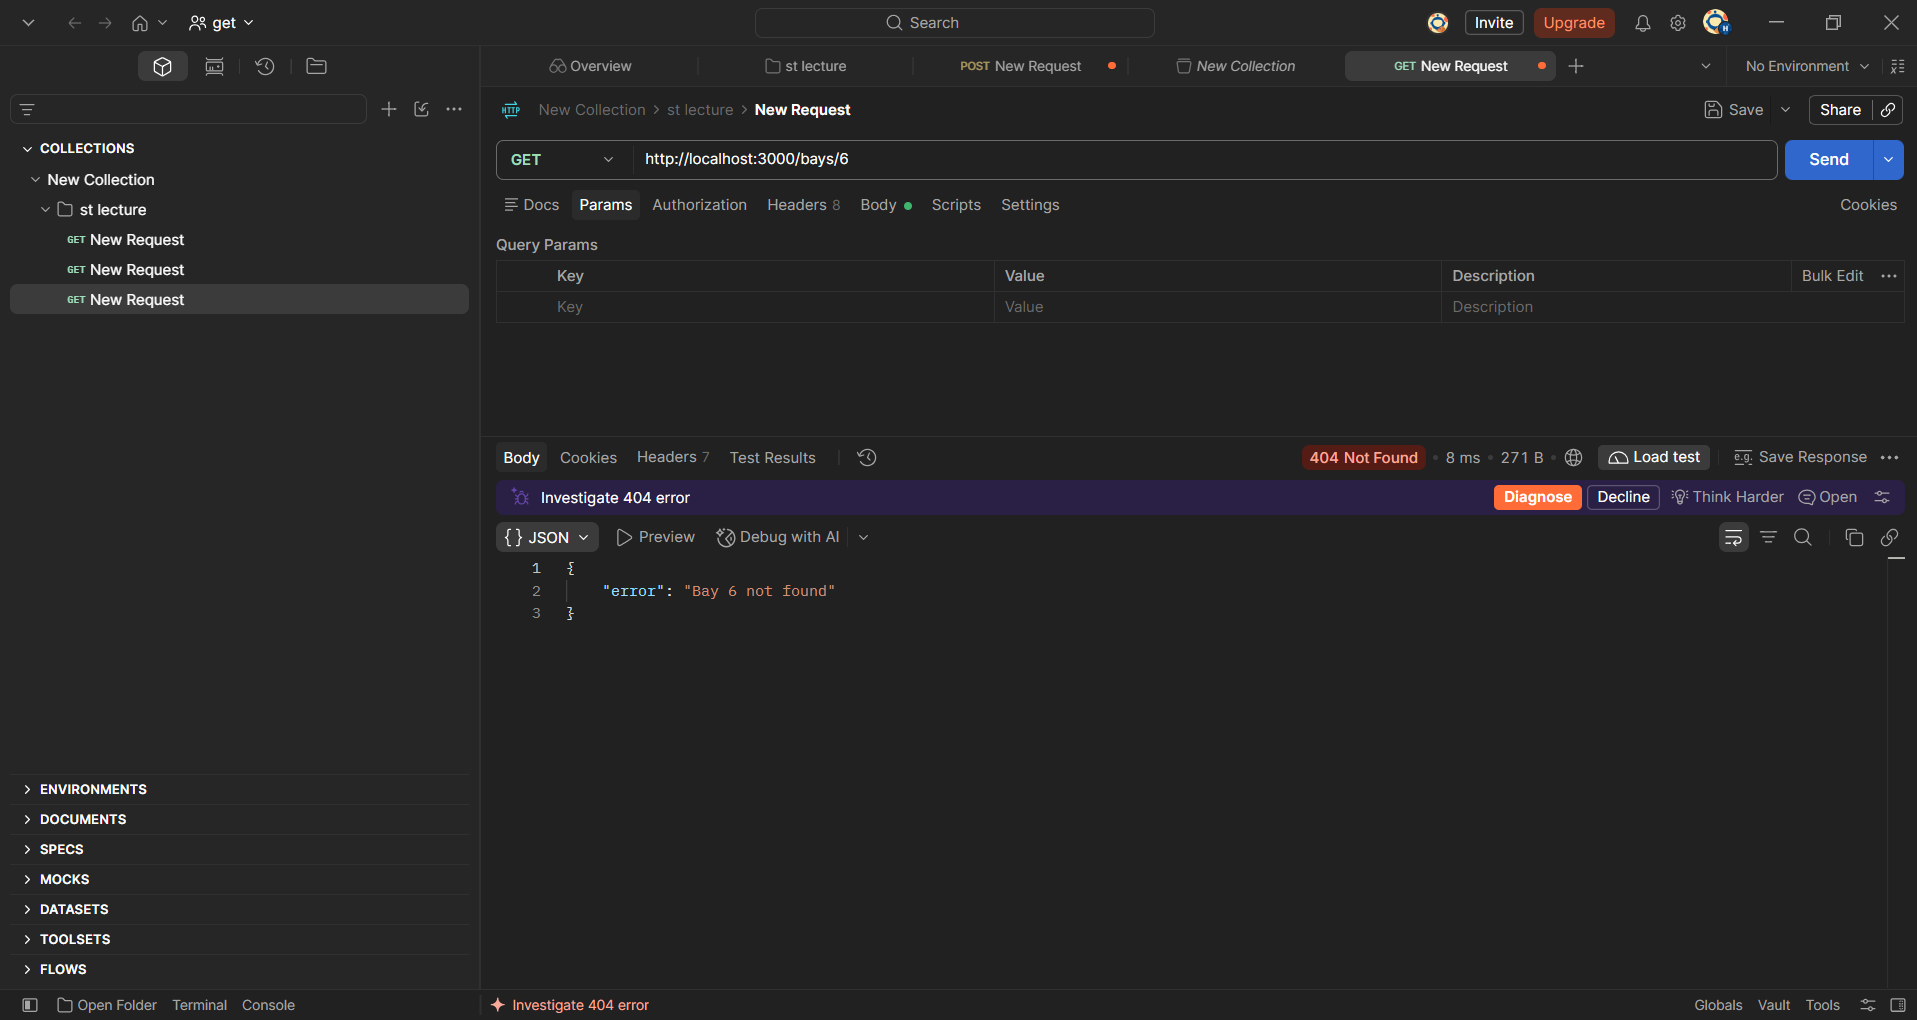 get
Search
Invite
Upgrade
H
Overview
st lecture
POST New Request
New Collection
GET New Request
No Environment
New Collection > st lecture > New Request
HTTP
Save
Share
COLLECTIONS
New Collection
st lecture
GET New Request
GET New Request
GET New Request
GET
http://localhost:3000/bays/6
Send
Docs
Params
Authorization
Headers 8
Body
Scripts
Settings
Cookies
Query Params
Key
Value
Description
Bulk Edit
Key
Value
Description
Body
Cookies
Headers 7
Test Results
404 Not Found
8 ms
271 B
Load test
e.g.
Save Response
Investigate 404 error
Diagnose
Decline
Think Harder
Open
{} JSON
Preview
Debug with AI
1 {
2 "error": "Bay 6 not found"
3 }
ENVIRONMENTS
DOCUMENTS
SPECS
MOCKS
DATASETS
TOOLSETS
FLOWS
Open Folder
Terminal
Console
Investigate 404 error
Globals
Vault
Tools